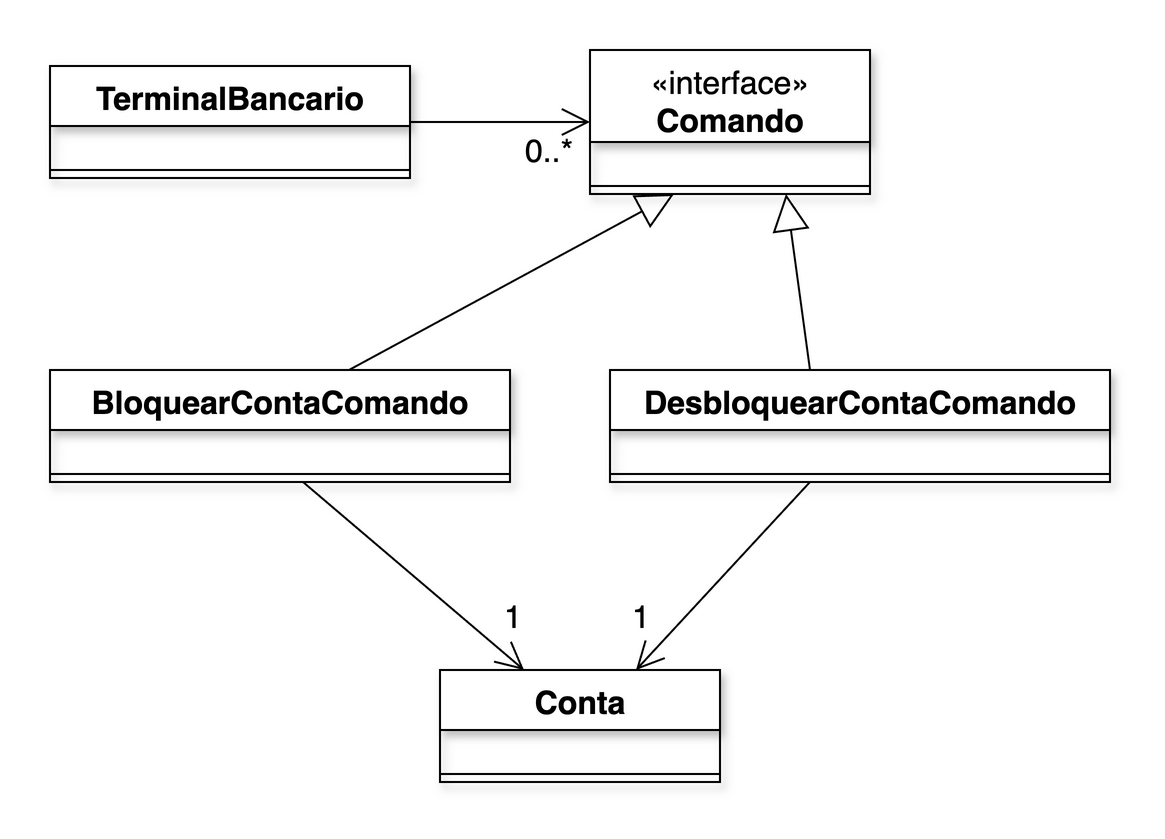 TerminalBancario
«interface»
Comando
0..*
BloquearContaComando
DesbloquearContaComando
1
1
Conta